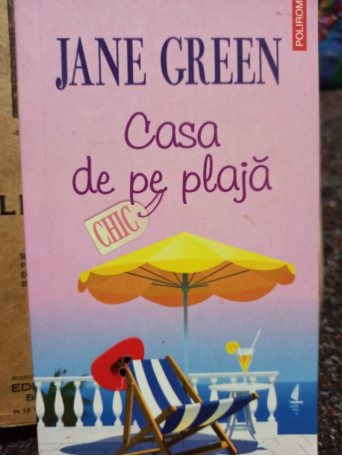 POLIROM
JANE GREEN
Casa
de pe plajă
CHIC